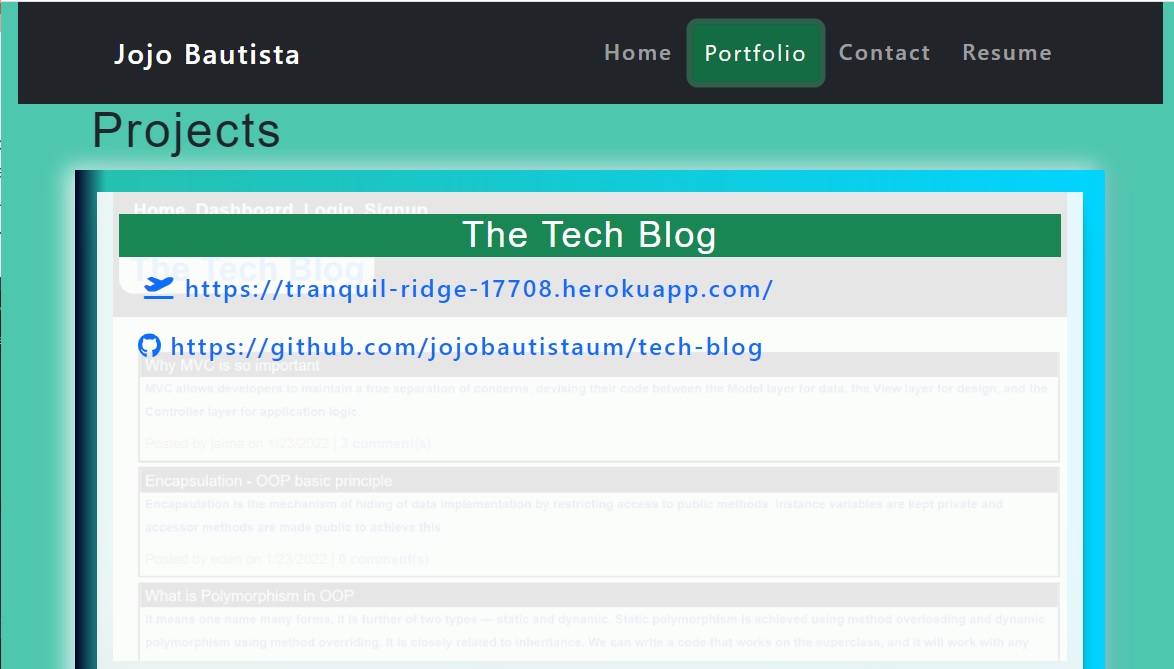 Jojo Bautista
Home Portfolio Contact Resume
Projects
Home Dashboard Login Signup
The Tech Blog
The Tech Blog
https://tranquil-ridge-17708.herokuapp.com/
https://github.com/jojobautistaum/tech-blog
Why MVC is so important
MVC allows developers to maintain a true separation of concerns, devising their code between the Model layer for data, the View layer for design, and the
Controller layer for application logic.
Posted by jaime on 1/23/2022 | 3 comment(s)
Encapsulation - OOP basic principle
Encapsulation is the mechanism of hiding of data implementation by restricting access to public methods. Instance variables are kept private and
accessor methods are made public to achieve this
Posted by eden on 1/23/2022 | 0 comment(s)
What is Polymorphism in OOP
It means one name many forms. It is further of two types — static and dynamic. Static polymorphism is achieved using method overloading and dynamic
polymorphism using method overriding. It is closely related to inheritance. We can write a code that works on the superclass, and it will work with any